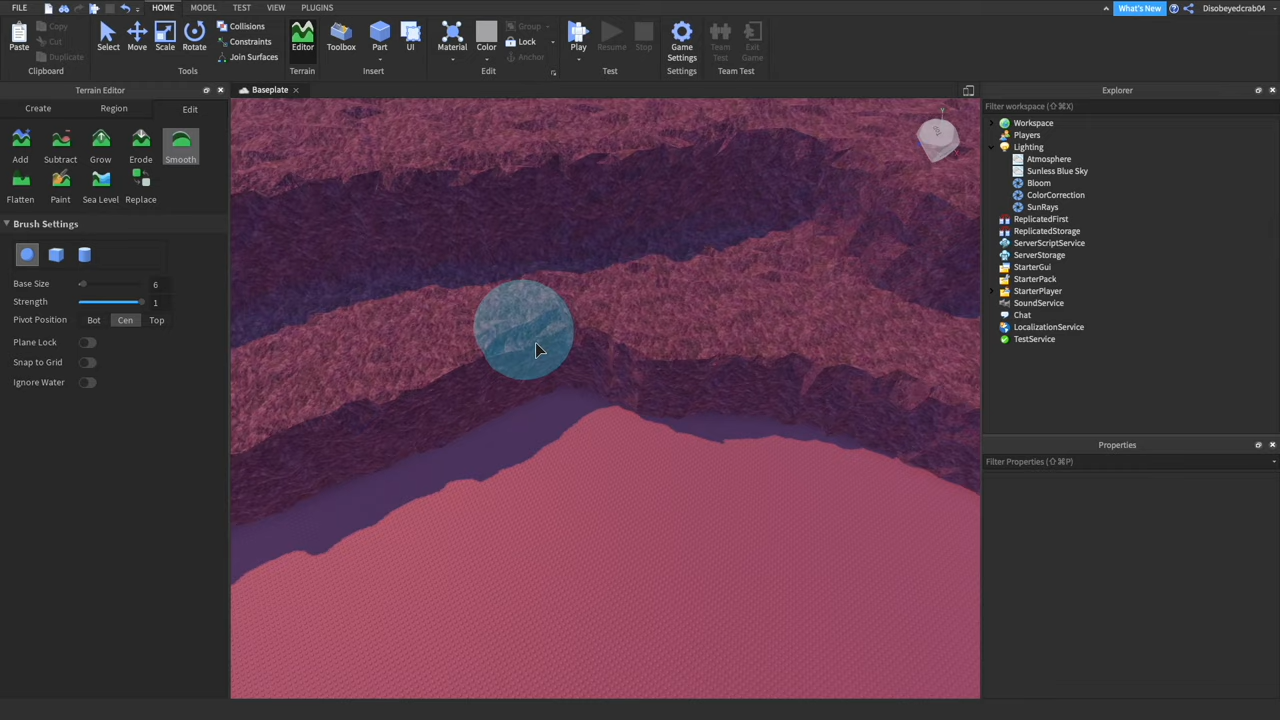 FILE HOME MODEL TEST VIEW PLUGINS What's New Disobeyedcrab04
Paste Copy Cut Duplicate Select Move Scale Rotate Collisions Constraints Join Surfaces Editor Toolbox Part UI Material Color Group Lock Anchor Play Resume Stop Game Settings Team Test Exit Game
Clipboard Tools Terrain Insert Edit Test Settings Team Test
Terrain Editor
Create Region Edit
Add Subtract Grow Erode Smooth
Flatten Paint Sea Level Replace
Brush Settings
Base Size 6
Strength 1
Pivot Position Bot Cen Top
Plane Lock
Snap to Grid
Ignore Water
Baseplate
Explorer
Filter workspace (⇧⌘X)
Workspace
Players
Lighting
Atmosphere
Sunless Blue Sky
Bloom
ColorCorrection
SunRays
ReplicatedFirst
ReplicatedStorage
ServerScriptService
ServerStorage
StarterGui
StarterPack
StarterPlayer
SoundService
Chat
LocalizationService
TestService
Properties
Filter Properties (⇧⌘P)